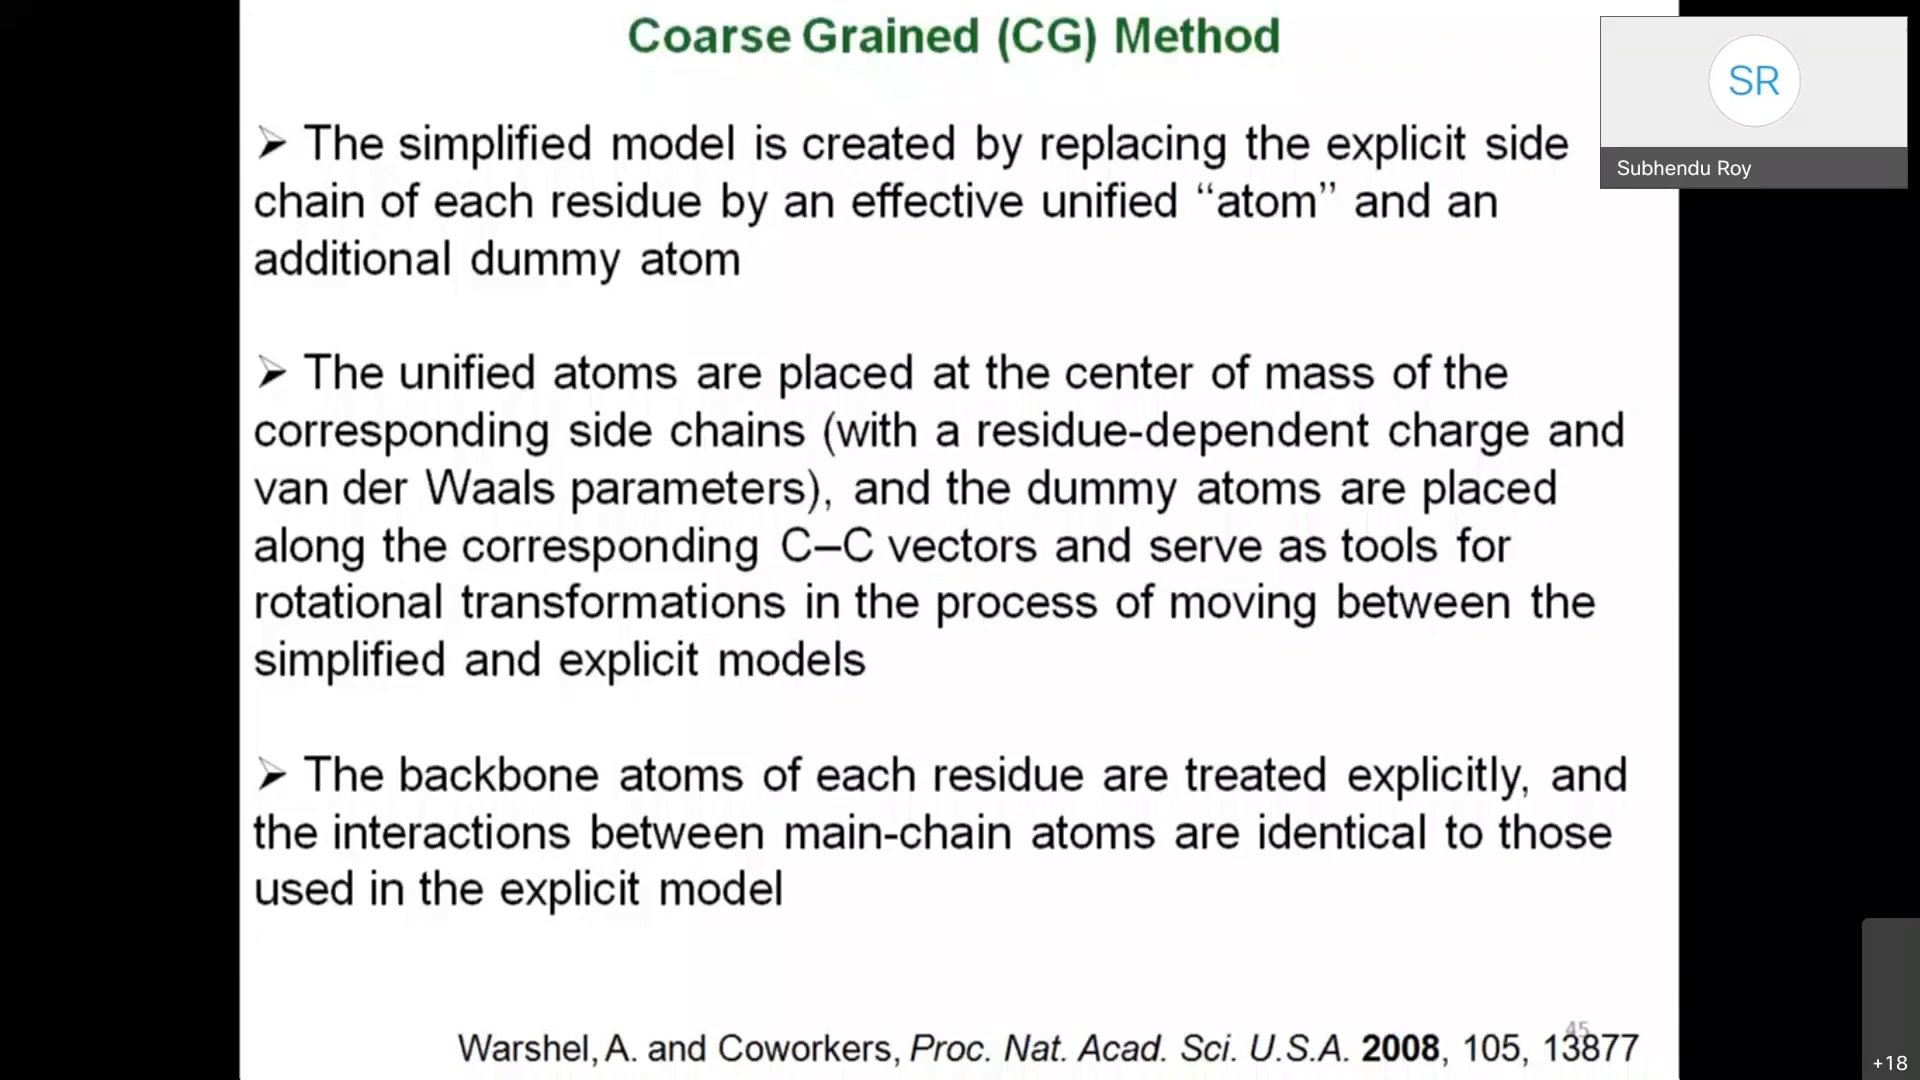 Coarse Grained (CG) Method
SR
Subhendu Roy
➢ The simplified model is created by replacing the explicit side
chain of each residue by an effective unified “atom” and an
additional dummy atom
➢ The unified atoms are placed at the center of mass of the
corresponding side chains (with a residue-dependent charge and
van der Waals parameters), and the dummy atoms are placed
along the corresponding C–C vectors and serve as tools for
rotational transformations in the process of moving between the
simplified and explicit models
➢ The backbone atoms of each residue are treated explicitly, and
the interactions between main-chain atoms are identical to those
used in the explicit model
45
Warshel, A. and Coworkers, Proc. Nat. Acad. Sci. U.S.A. 2008, 105, 13877
+18